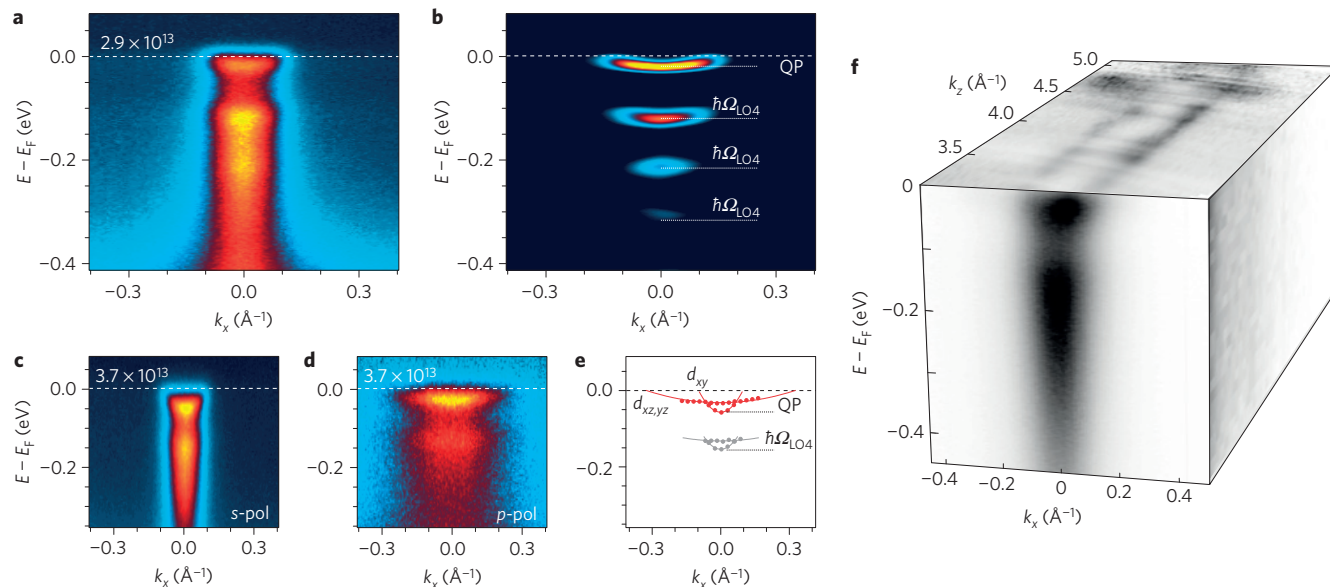 a
2.9 × 10¹³
0.0
−0.2
−0.4
E − E_F (eV)
−0.3 0.0 0.3
k_x (Å⁻¹)
b
0.0
−0.2
−0.4
E − E_F (eV)
QP
ħΩ_LO4
ħΩ_LO4
ħΩ_LO4
−0.3 0.0 0.3
k_x (Å⁻¹)
c
3.7 × 10¹³
0.0
−0.2
E − E_F (eV)
s-pol
−0.3 0.0 0.3
k_x (Å⁻¹)
d
3.7 × 10¹³
0.0
−0.2
E − E_F (eV)
p-pol
−0.3 0.0 0.3
k_x (Å⁻¹)
e
0.0
−0.2
E − E_F (eV)
d_xy
d_xz,yz
QP
ħΩ_LO4
−0.3 0.0 0.3
k_x (Å⁻¹)
f
k_z (Å⁻¹)
5.0
4.5
4.0
3.5
0
−0.2
−0.4
E − E_F (eV)
−0.4 0 0.2 0.4
k_x (Å⁻¹)